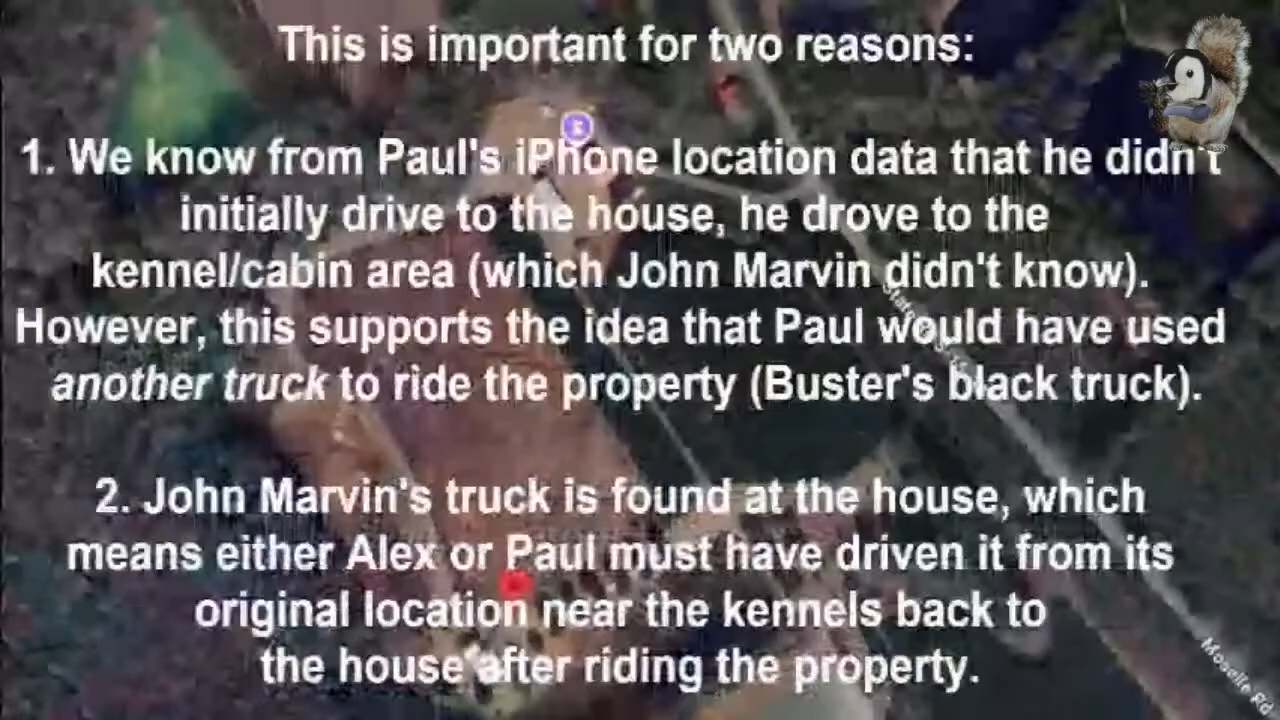 This is important for two reasons:
1. We know from Paul's iPhone location data that he didn't
initially drive to the house, he drove to the
kennel/cabin area (which John Marvin didn't know).
However, this supports the idea that Paul would have used
another truck to ride the property (Buster's black truck).
2. John Marvin's truck is found at the house, which
means either Alex or Paul must have driven it from its
original location near the kennels back to
the house after riding the property.
Moselle Rd